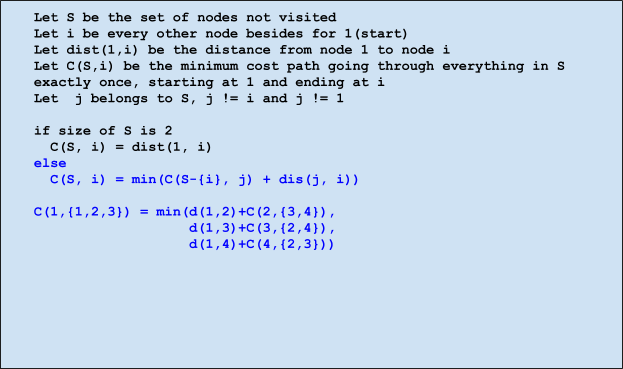 Let S be the set of nodes not visited
Let i be every other node besides for 1(start)
Let dist(1,i) be the distance from node 1 to node i
Let C(S,i) be the minimum cost path going through everything in S
exactly once, starting at 1 and ending at i
Let  j belongs to S, j != i and j != 1
if size of S is 2
C(S, i) = dist(1, i)
else
C(S, i) = min(C(S-{i}, j) + dis(j, i))
C(1,{1,2,3}) = min(d(1,2)+C(2,{3,4}),
d(1,3)+C(3,{2,4}),
d(1,4)+C(4,{2,3}))